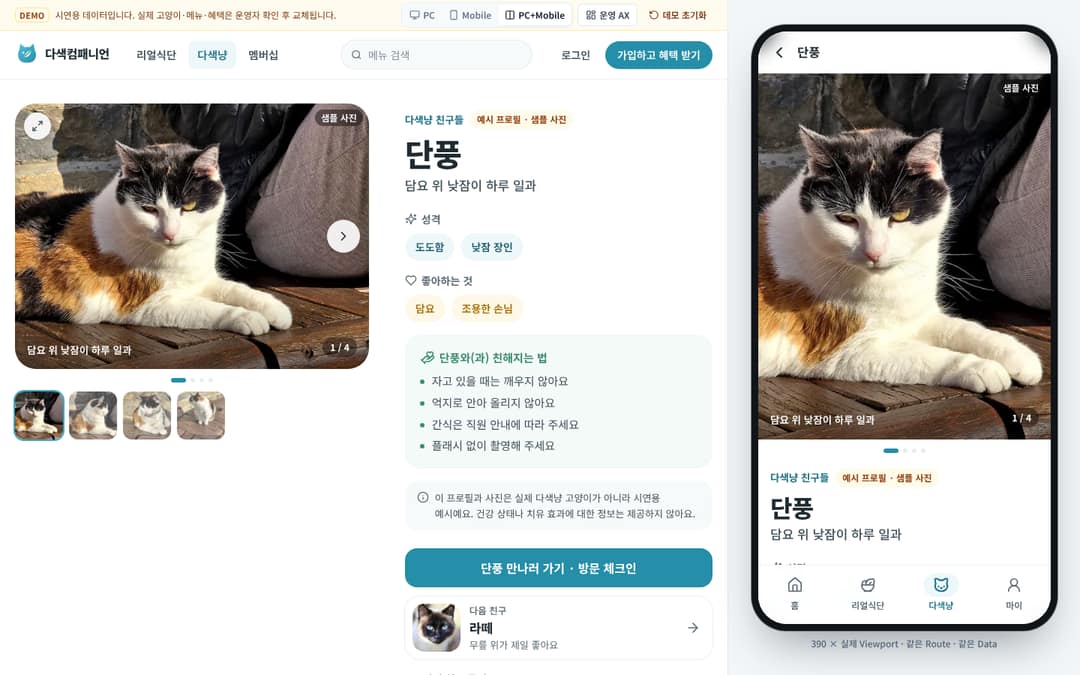 DEMO 시연용 데이터입니다. 실제 고양이·메뉴·혜택은 운영자 확인 후 교체됩니다.
PC Mobile PC+Mobile 운영 AX 데모 초기화
다색컴패니언 리얼식단 다색냥 멤버십 메뉴 검색 로그인 가입하고 혜택 받기
샘플 사진
담요 위 낮잠이 하루 일과
1 / 4
다색냥 친구들 예시 프로필 · 샘플 사진
단풍
담요 위 낮잠이 하루 일과
성격
도도함 낮잠 장인
좋아하는 것
담요 조용한 손님
단풍와(과) 친해지는 법
자고 있을 때는 깨우지 않아요
억지로 안아 올리지 않아요
간식은 직원 안내에 따라 주세요
플래시 없이 촬영해 주세요
이 프로필과 사진은 실제 다색냥 고양이가 아니라 시연용
예시예요. 건강 상태나 치유 효과에 대한 정보는 제공하지 않아요.
단풍 만나러 가기 · 방문 체크인
다음 친구
라떼
무릎 위가 제일 좋아요
단풍
샘플 사진
담요 위 낮잠이 하루 일과
1 / 4
다색냥 친구들 예시 프로필 · 샘플 사진
단풍
담요 위 낮잠이 하루 일과
홈 리얼식단 다색냥 마이
390 × 실제 Viewport · 같은 Route · 같은 Data